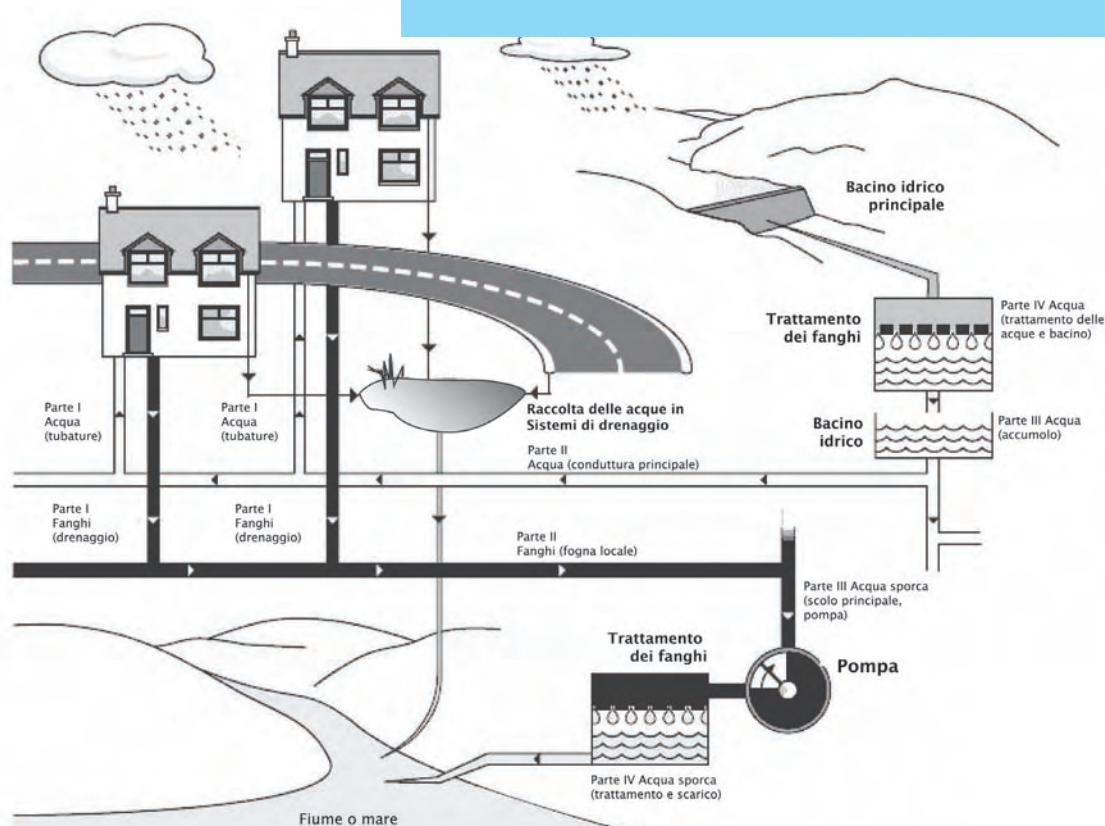 Bacino idrico
principale
Trattamento
dei fanghi
Parte IV Acqua
(trattamento delle
acque e bacino)
Parte I
Acqua
(tubature)
Parte I
Acqua
(tubature)
Raccolta delle acque in
Sistemi di drenaggio
Bacino
idrico
Parte III Acqua
(accumolo)
Parte II
Acqua (conduttura principale)
Parte I
Fanghi
(drenaggio)
Parte I
Fanghi
(drenaggio)
Parte II
Fanghi (fogna locale)
Parte III Acqua sporca
(scolo principale,
pompa)
Trattamento
dei fanghi
Pompa
Parte IV Acqua sporca
(trattamento e scarico)
Fiume o mare